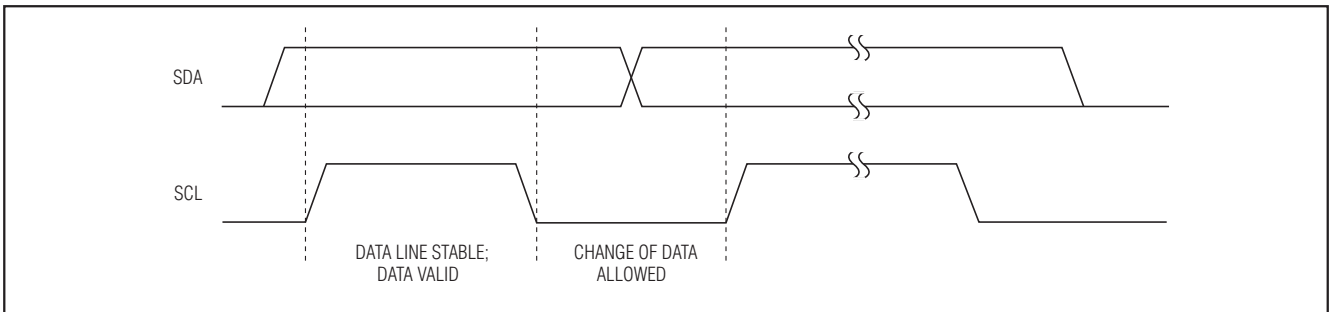 SDA
SCL
DATA LINE STABLE;
DATA VALID
CHANGE OF DATA
ALLOWED